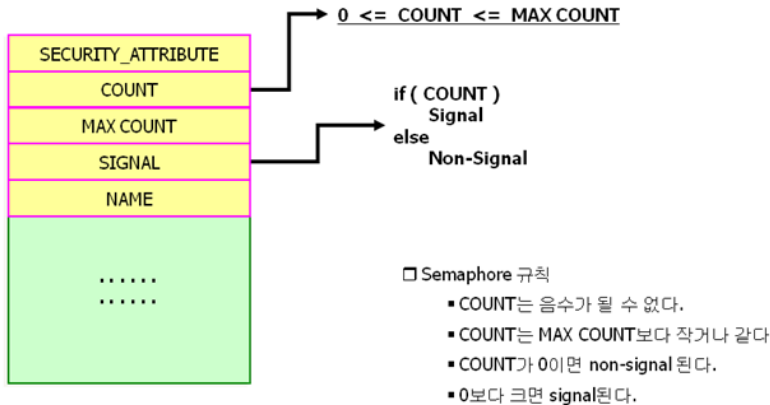 0 <= COUNT <= MAX COUNT
SECURITY_ATTRIBUTE
COUNT
MAX COUNT
SIGNAL
NAME
......
......
if ( COUNT )
Signal
else
Non-Signal
❒ Semaphore 규칙
▪ COUNT는 음수가 될 수 없다.
▪ COUNT는 MAX COUNT보다 작거나 같다
▪ COUNT가 0이면 non-signal 된다.
▪ 0보다 크면 signal된다.